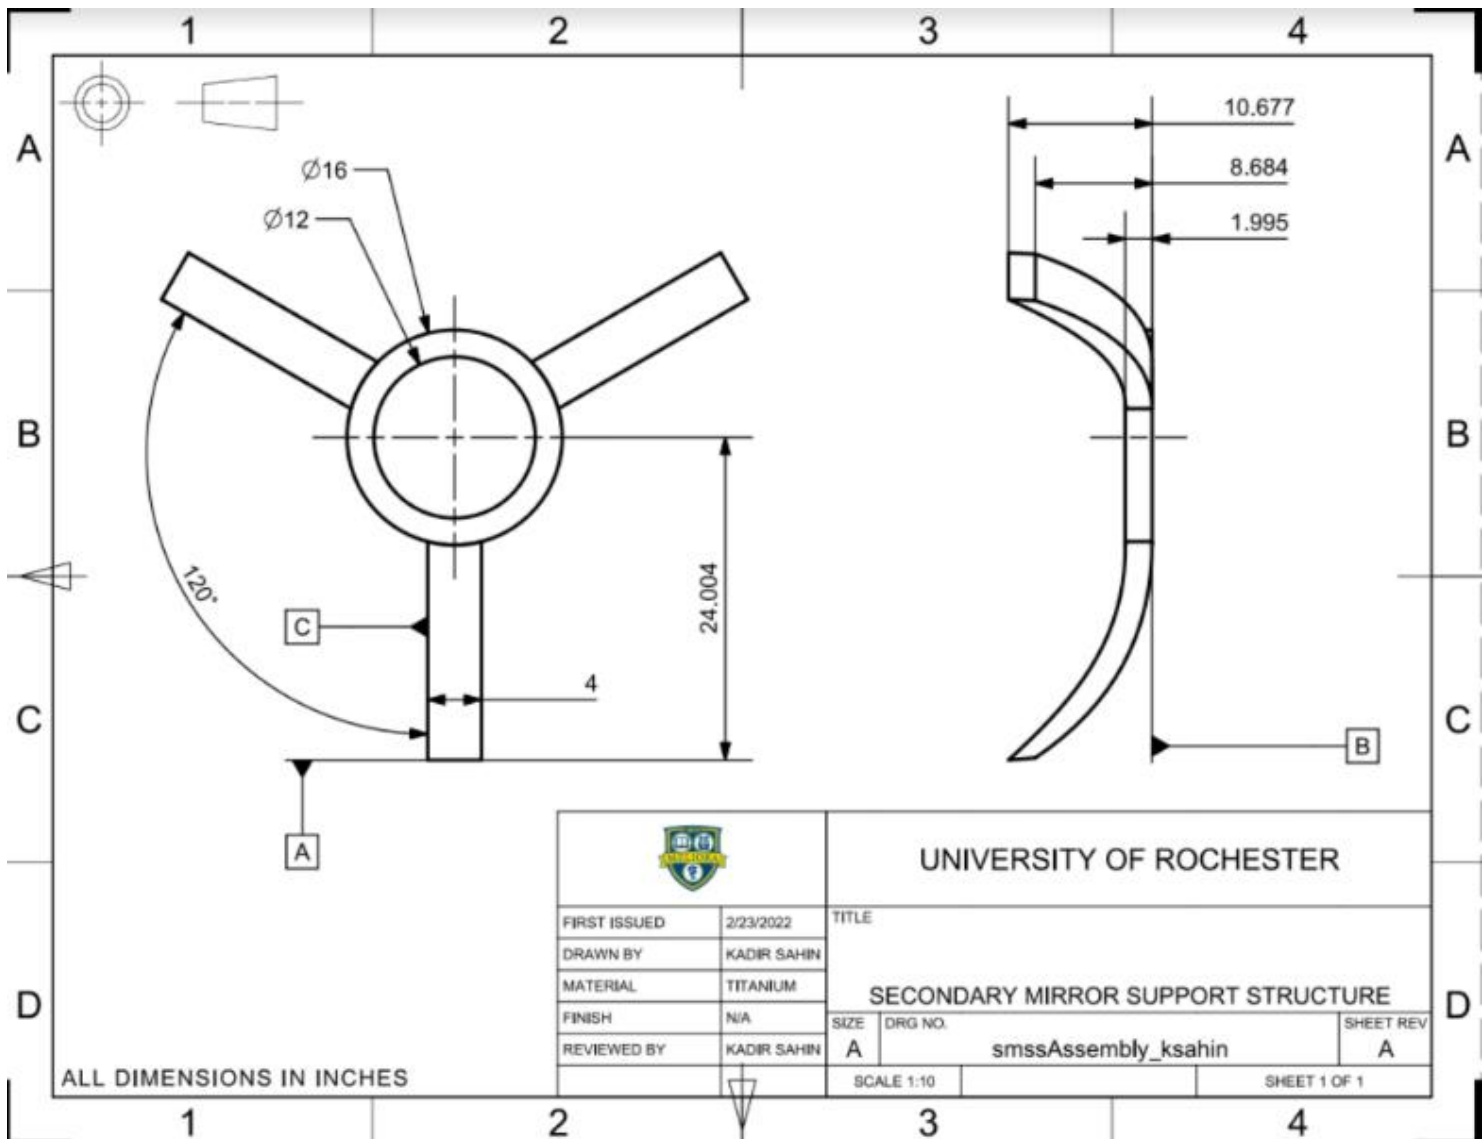 1 2 3 4
A A
10.677
Ø16
8.684
Ø12
1.995
B B
120°
24.004
C
4
C C
B
A
MELIORA
UNIVERSITY OF ROCHESTER
FIRST ISSUED 2/23/2022
TITLE
DRAWN BY KADIR SAHIN
MATERIAL TITANIUM
SECONDARY MIRROR SUPPORT STRUCTURE
D D
FINISH N/A
SIZE DRG NO. SHEET REV
REVIEWED BY KADIR SAHIN
A smssAssembly_ksahin A
ALL DIMENSIONS IN INCHES
SCALE 1:10 SHEET 1 OF 1
1 2 3 4